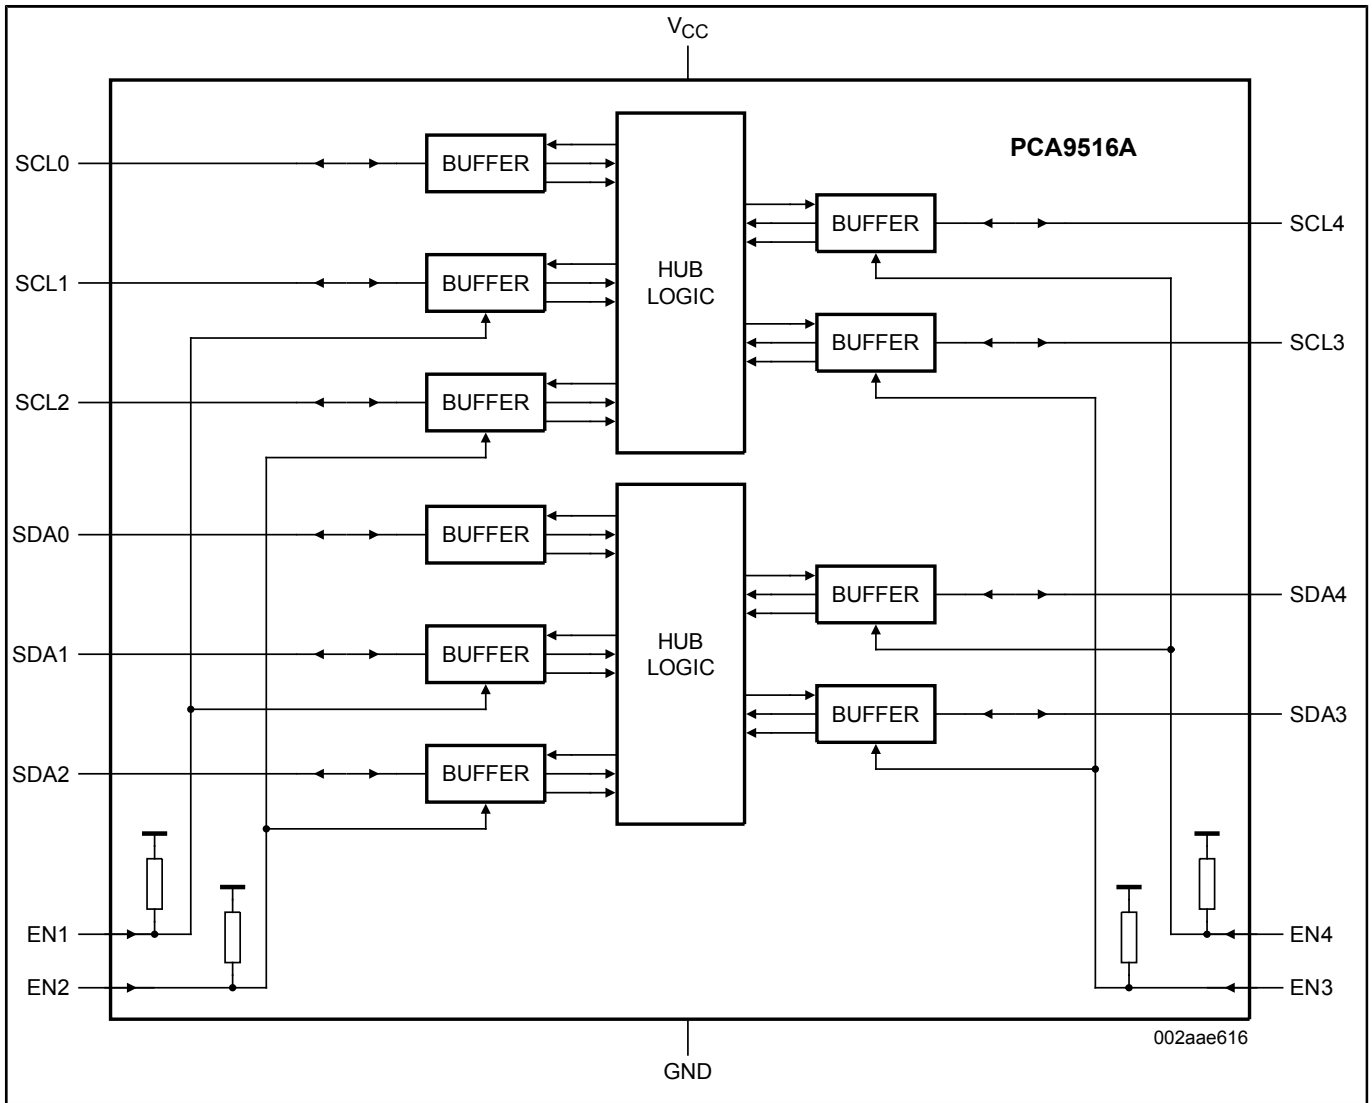 VCC
PCA9516A
SCL0
BUFFER
SCL1
BUFFER
SCL2
BUFFER
HUB
LOGIC
BUFFER
SCL4
BUFFER
SCL3
SDA0
BUFFER
SDA1
BUFFER
SDA2
BUFFER
HUB
LOGIC
BUFFER
SDA4
BUFFER
SDA3
EN1
EN2
EN4
EN3
002aae616
GND